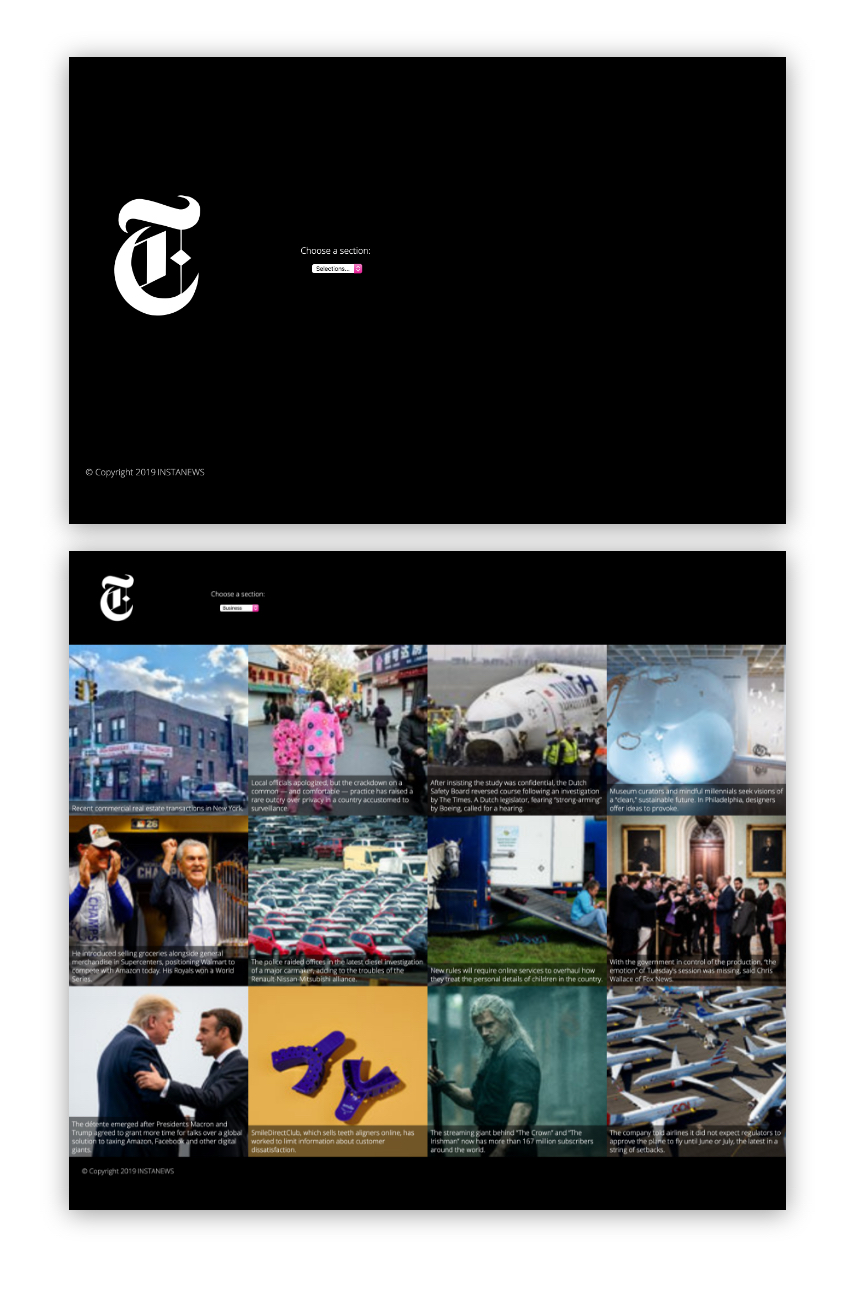 Choose a section:
Selections...
© Copyright 2019 INSTANEWS
Choose a section:
Business
Recent commercial real estate transactions in New York.
Local officials apologized, but the crackdown on a
common — and comfortable — practice has raised a
rare outcry over privacy in a country accustomed to
surveillance.
After insisting the study was confidential, the Dutch
Safety Board reversed course following an investigation
by The Times. A Dutch legislator, fearing “strong-arming”
by Boeing, called for a hearing.
Museum curators and mindful millennials seek visions of
a “clean,” sustainable future. In Philadelphia, designers
offer ideas to provoke.
26
He introduced selling groceries alongside general
merchandise in Supercenters, positioning Walmart to
compete with Amazon today. His Royals won a World
Series.
The police raided offices in the latest diesel investigation
of a major carmaker, adding to the troubles of the
Renault-Nissan-Mitsubishi alliance.
New rules will require online services to overhaul how
they treat the personal details of children in the country.
With the government in control of the production, “the
emotion” of Tuesday’s session was missing, said Chris
Wallace of Fox News.
The détente emerged after Presidents Macron and
Trump agreed to grant more time for talks over a global
solution to taxing Amazon, Facebook and other digital
giants.
SmileDirectClub, which sells teeth aligners online, has
worked to limit information about customer
dissatisfaction.
The streaming giant behind “The Crown” and “The
Irishman” now has more than 167 million subscribers
around the world.
The company told airlines it did not expect regulators to
approve the plane to fly until June or July, the latest in a
string of setbacks.
© Copyright 2019 INSTANEWS